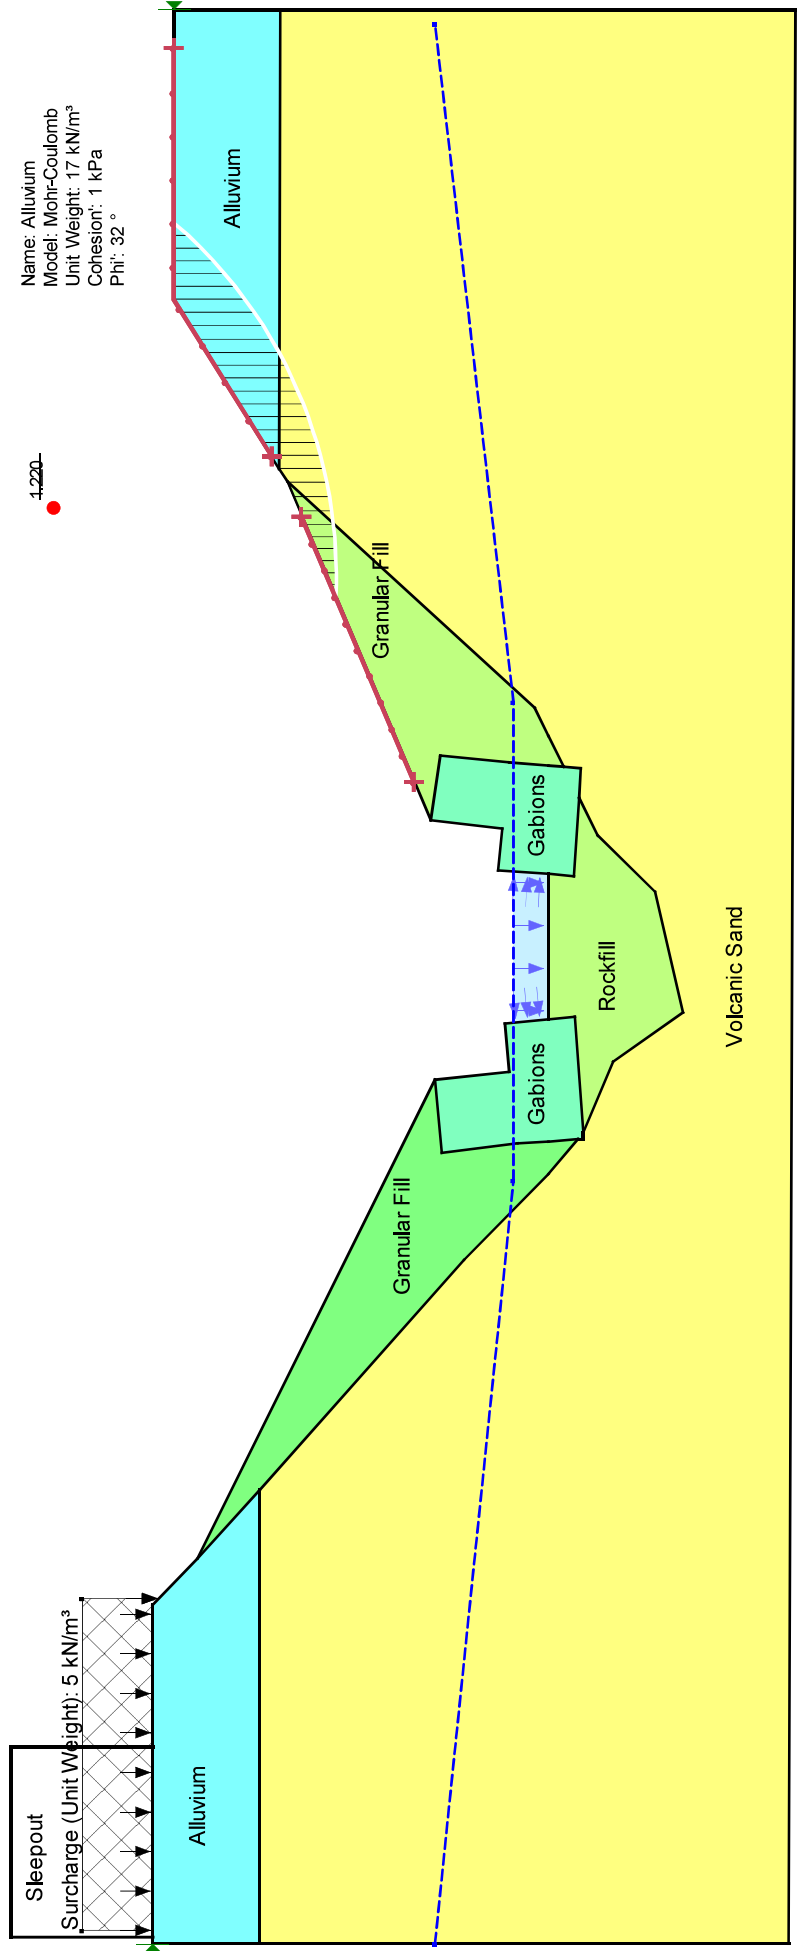 Name: Alluvium
Model: Mohr-Coulomb
Unit Weight: 17 kN/m³
Cohesion': 1 kPa
Phi': 32 °
1.220
Sleepout
Surcharge (Unit Weight): 5 kN/m³
Alluvium
Alluvium
Granular Fill
Granular Fill
Gabions
Gabions
Rockfill
Volcanic Sand